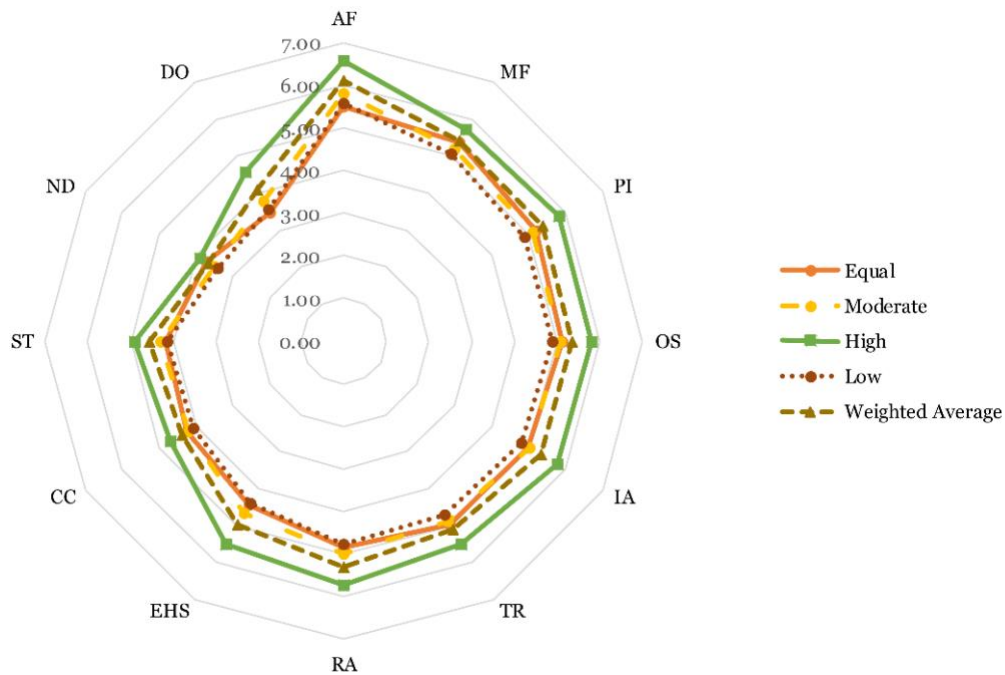 AF
MF
PI
OS
IA
TR
RA
EHS
CC
ST
ND
DO
7.00
6.00
5.00
4.00
3.00
2.00
1.00
0.00
Equal
Moderate
High
Low
Weighted Average